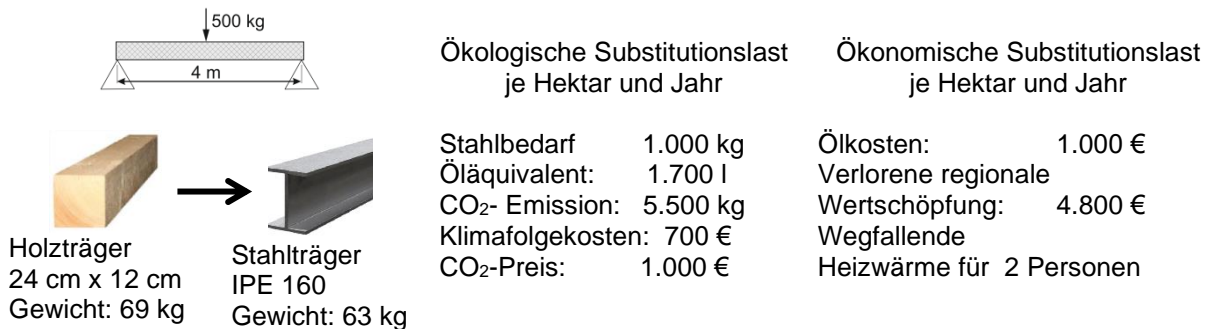 500 kg
4 m
Holzträger
24 cm x 12 cm
Gewicht: 69 kg
Stahlträger
IPE 160
Gewicht: 63 kg
Ökologische Substitutionslast
je Hektar und Jahr
Stahlbedarf 1.000 kg
Öläquivalent: 1.700 l
CO₂- Emission: 5.500 kg
Klimafolgekosten: 700 €
CO₂-Preis: 1.000 €
Ökonomische Substitutionslast
je Hektar und Jahr
Ölkosten: 1.000 €
Verlorene regionale
Wertschöpfung: 4.800 €
Wegfallende
Heizwärme für 2 Personen